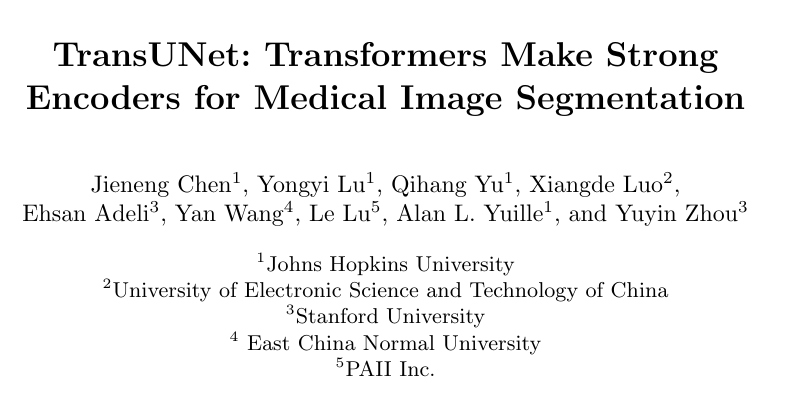 TransUNet: Transformers Make Strong
Encoders for Medical Image Segmentation
Jieneng Chen¹, Yongyi Lu¹, Qihang Yu¹, Xiangde Luo²,
Ehsan Adeli³, Yan Wang⁴, Le Lu⁵, Alan L. Yuille¹, and Yuyin Zhou³
¹Johns Hopkins University
²University of Electronic Science and Technology of China
³Stanford University
⁴ East China Normal University
⁵PAII Inc.